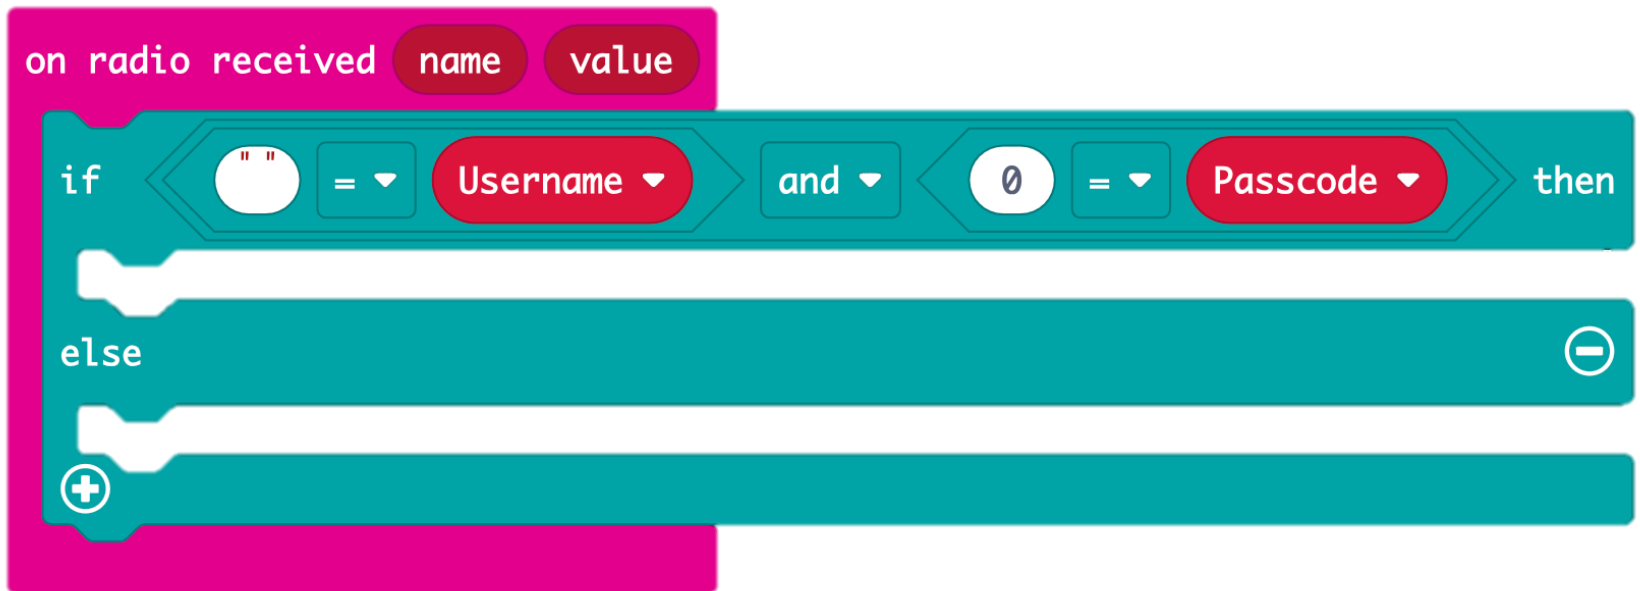 on radio received name value
if " " = Username and 0 = Passcode then
else